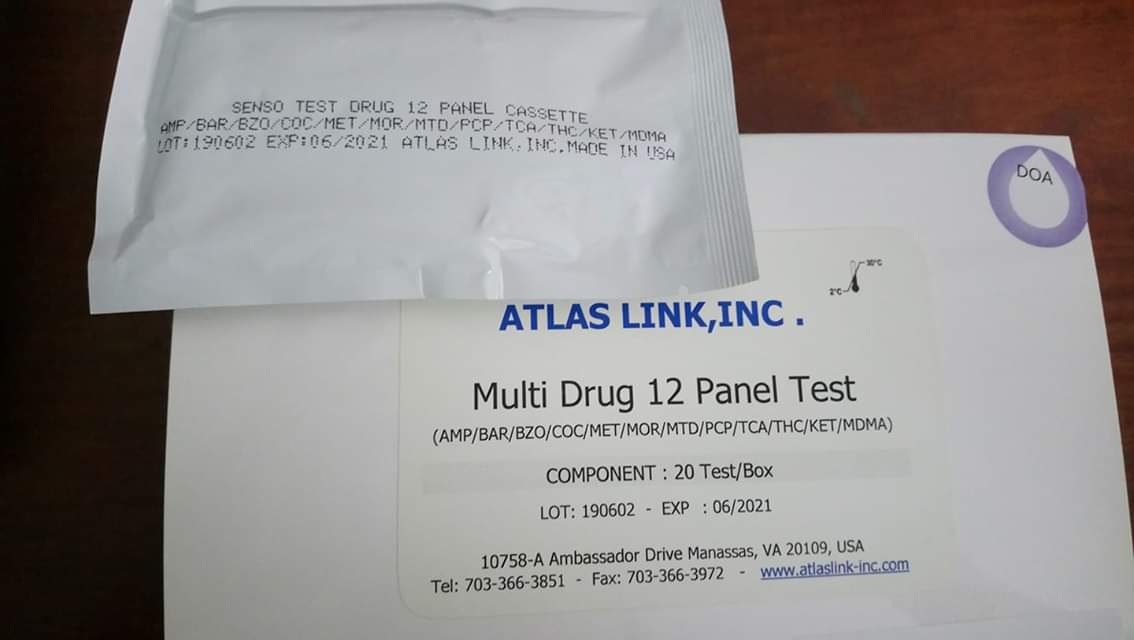 SENSO TEST DRUG 12 PANEL CASSETTE
AMP/BAR/BZO/COC/MET/MOR/MTD/PCP/TCA/THC/KET/MDMA
LOT:190602 EXP:06/2021 ATLAS LINK.INC.MADE IN USA
DOA
30°C
2°C
ATLAS LINK,INC .
Multi Drug 12 Panel Test
(AMP/BAR/BZO/COC/MET/MOR/MTD/PCP/TCA/THC/KET/MDMA)
COMPONENT : 20 Test/Box
LOT: 190602 - EXP : 06/2021
10758-A Ambassador Drive Manassas, VA 20109, USA
Tel: 703-366-3851 - Fax: 703-366-3972 - www.atlaslink-inc.com